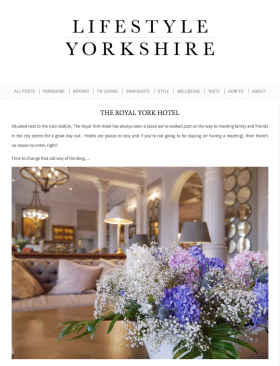 LIFESTYLE
YORKSHIRE
ALL POSTS | YORKSHIRE | BEYOND | I'M LOVING | SNAPSHOTS | STYLE | WELLBEING | TASTE | HOW TO | ABOUT
THE ROYAL YORK HOTEL
Situated next to the train station, The Royal York Hotel has always been a place we've walked past on the way to meeting family and friends
in the city centre for a great day out. Hotels are places to stay and if you're not going to be staying (or having a meeting), then there's
no reason to enter, right?
Time to change that old way of thinking…